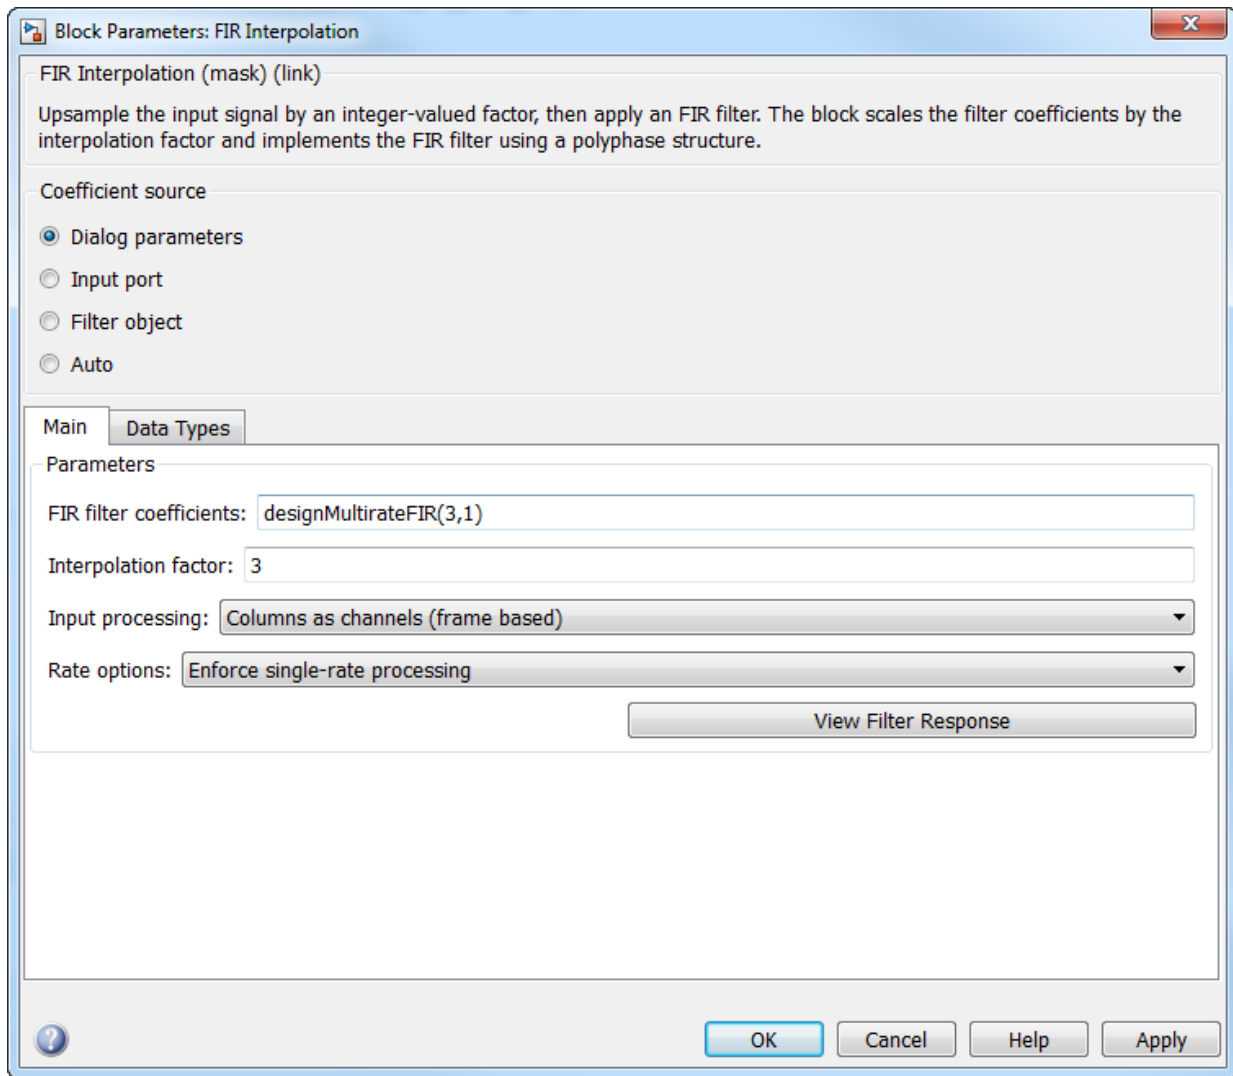 Block Parameters: FIR Interpolation
x
FIR Interpolation (mask) (link)
Upsample the input signal by an integer-valued factor, then apply an FIR filter. The block scales the filter coefficients by the
interpolation factor and implements the FIR filter using a polyphase structure.
Coefficient source
Dialog parameters
Input port
Filter object
Auto
Main Data Types
Parameters
FIR filter coefficients: designMultirateFIR(3,1)
Interpolation factor: 3
Input processing: Columns as channels (frame based)
Rate options: Enforce single-rate processing
View Filter Response
? OK Cancel Help Apply